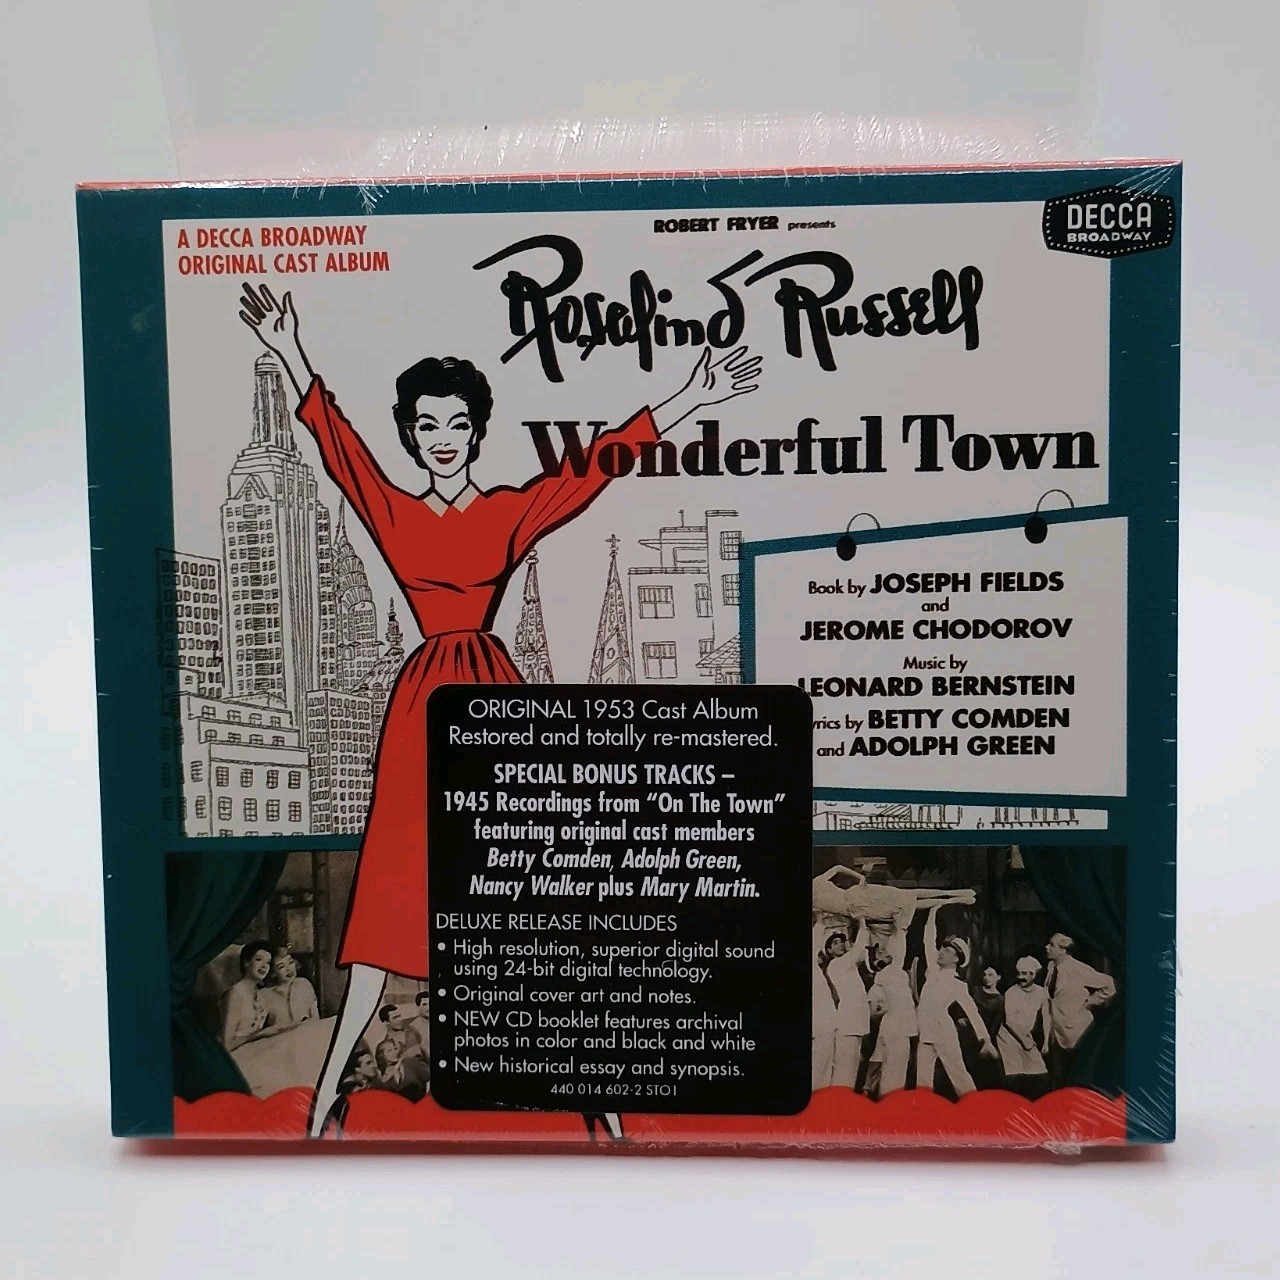 A DECCA BROADWAY
ORIGINAL CAST ALBUM
ROBERT FRYER presents
DECCA
BROADWAY
Rosalind Russell
Wonderful Town
Book by JOSEPH FIELDS
and
JEROME CHODOROV
Music by
LEONARD BERNSTEIN
yrics by BETTY COMDEN
and ADOLPH GREEN
ORIGINAL 1953 Cast Album
Restored and totally re-mastered.
SPECIAL BONUS TRACKS –
1945 Recordings from "On The Town"
featuring original cast members
Betty Comden, Adolph Green,
Nancy Walker plus Mary Martin.
DELUXE RELEASE INCLUDES
• High resolution, superior digital sound
using 24-bit digital technology.
• Original cover art and notes.
• NEW CD booklet features archival
photos in color and black and white
• New historical essay and synopsis.
440 014 602-2 STO1